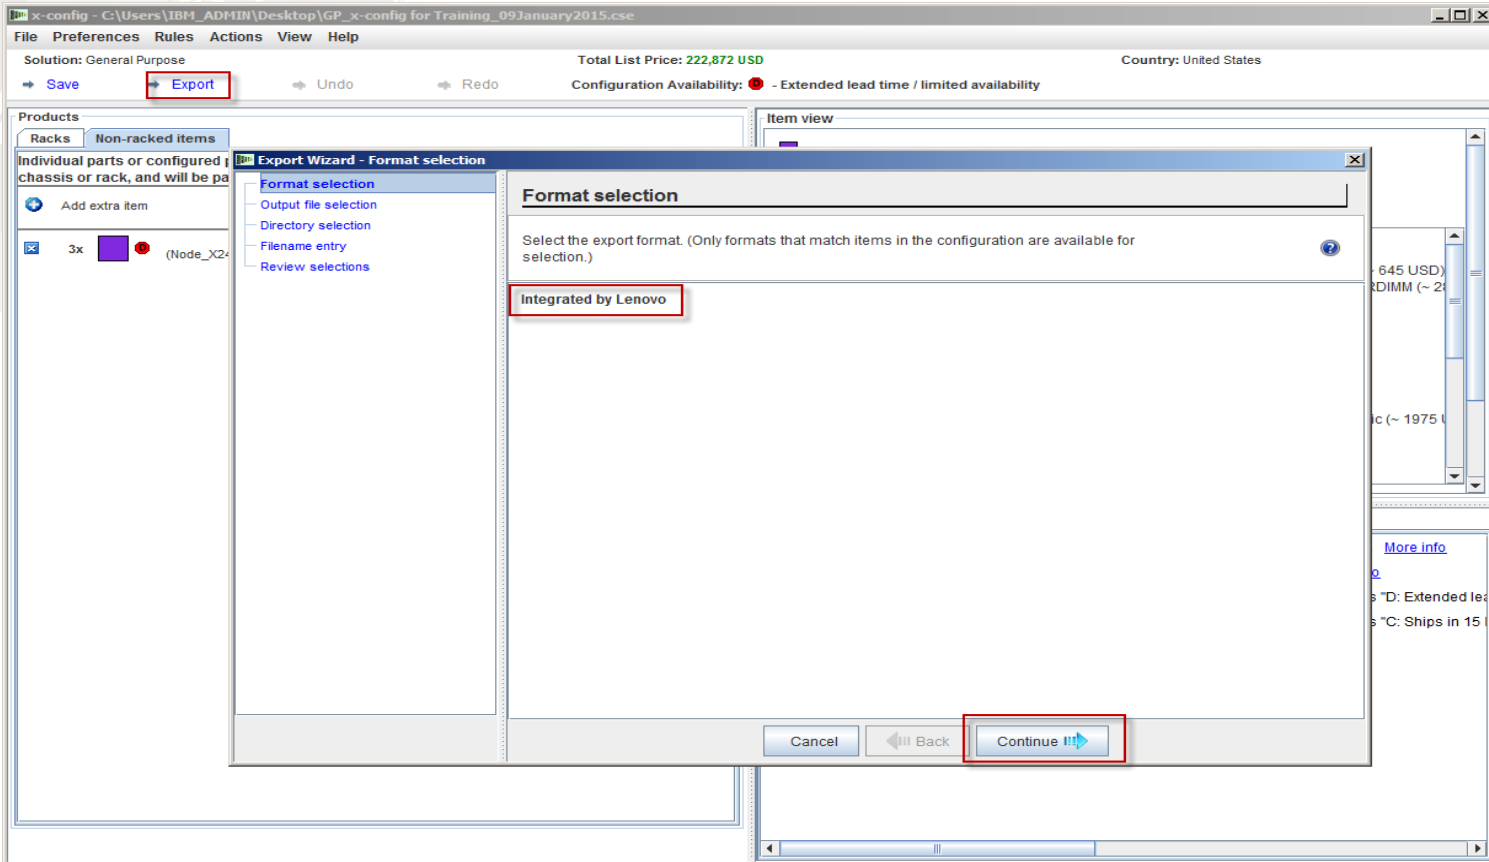 x-config - C:\Users\IBM_ADMIN\Desktop\GP_x-config for Training_09January2015.cse
File Preferences Rules Actions View Help
Solution: General Purpose
Total List Price: 222,872 USD
Country: United States
Save
Export
Undo
Redo
Configuration Availability: D - Extended lead time / limited availability
Products
Racks
Non-racked items
Individual parts or configured
chassis or rack, and will be pa
Add extra item
3x D (Node_X24
Item view
645 USD)
RDIMM (~ 28
ic (~ 1975 U
More info
o
s "D: Extended lea
s "C: Ships in 15
Export Wizard - Format selection
Format selection
Output file selection
Directory selection
Filename entry
Review selections
Format selection
Select the export format. (Only formats that match items in the configuration are available for
selection.)
?
Integrated by Lenovo
Cancel
Back
Continue